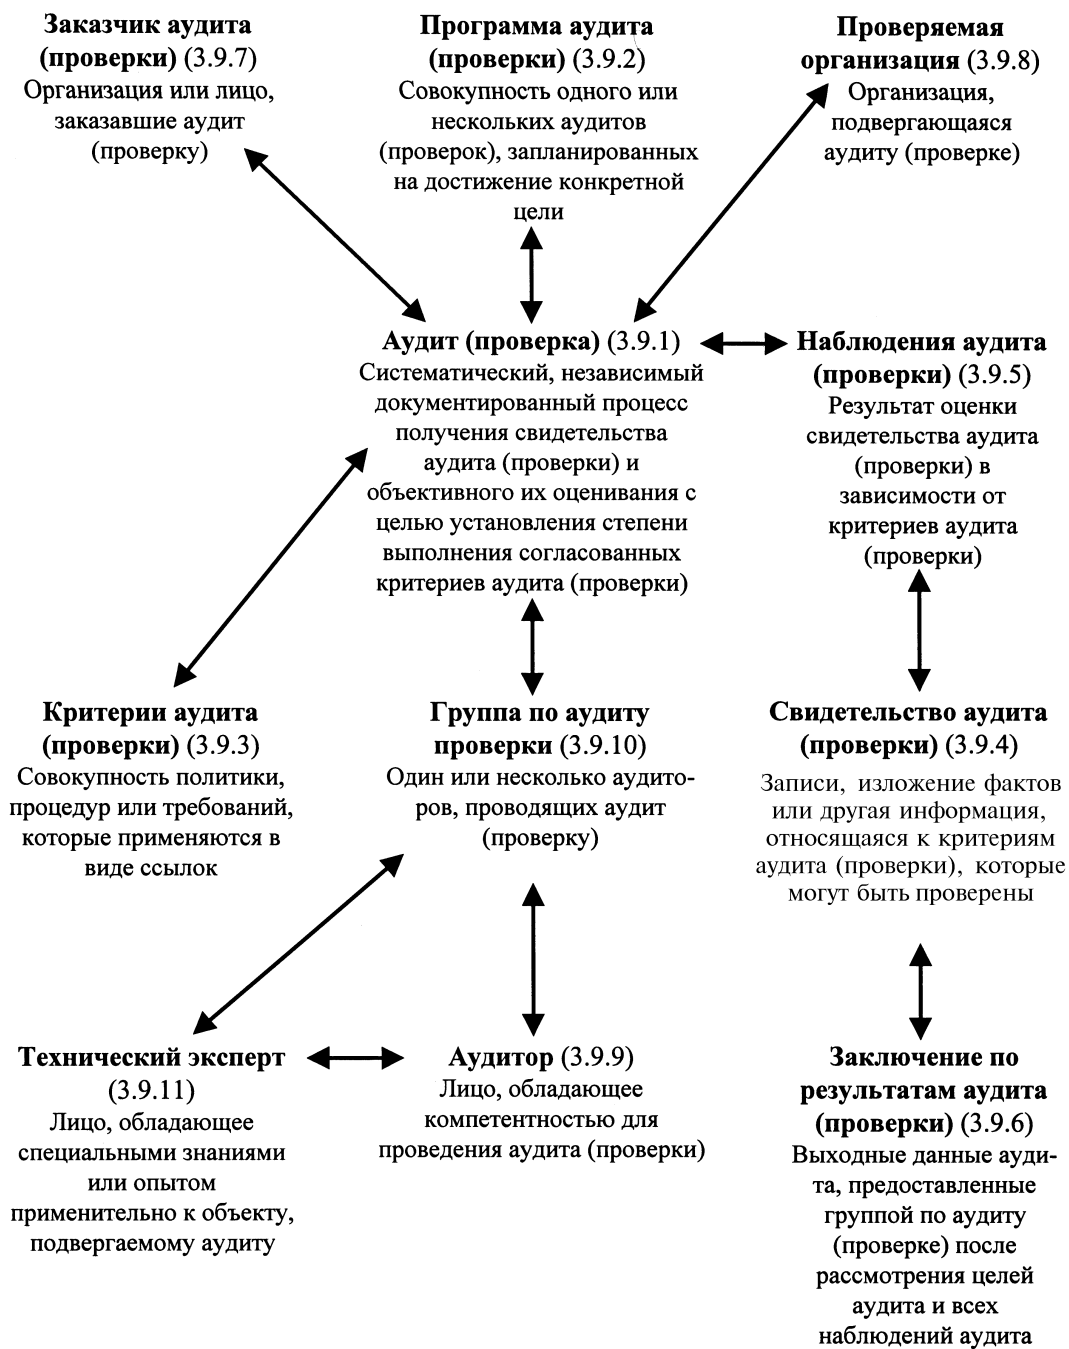 Заказчик аудита
(проверки) (3.9.7)
Организация или лицо,
заказавшие аудит
(проверку)
Программа аудита
(проверки) (3.9.2)
Совокупность одного или
нескольких аудитов
(проверок), запланированных
на достижение конкретной
цели
Проверяемая
организация (3.9.8)
Организация,
подвергающаяся
аудиту (проверке)
Аудит (проверка) (3.9.1)
Систематический, независимый
документированный процесс
получения свидетельства
аудита (проверки) и
объективного их оценивания с
целью установления степени
выполнения согласованных
критериев аудита (проверки)
Наблюдения аудита
(проверки) (3.9.5)
Результат оценки
свидетельства аудита
(проверки) в
зависимости от
критериев аудита
(проверки)
Критерии аудита
(проверки) (3.9.3)
Совокупность политики,
процедур или требований,
которые применяются в
виде ссылок
Группа по аудиту
проверки (3.9.10)
Один или несколько аудито-
ров, проводящих аудит
(проверку)
Свидетельство аудита
(проверки) (3.9.4)
Записи, изложение фактов
или другая информация,
относящаяся к критериям
аудита (проверки), которые
могут быть проверены
Технический эксперт
(3.9.11)
Лицо, обладающее
специальными знаниями
или опытом
применительно к объекту,
подвергаемому аудиту
Аудитор (3.9.9)
Лицо, обладающее
компетентностью для
проведения аудита (проверки)
Заключение по
результатам аудита
(проверки) (3.9.6)
Выходные данные ауди-
та, предоставленные
группой по аудиту
(проверке) после
рассмотрения целей
аудита и всех
наблюдений аудита